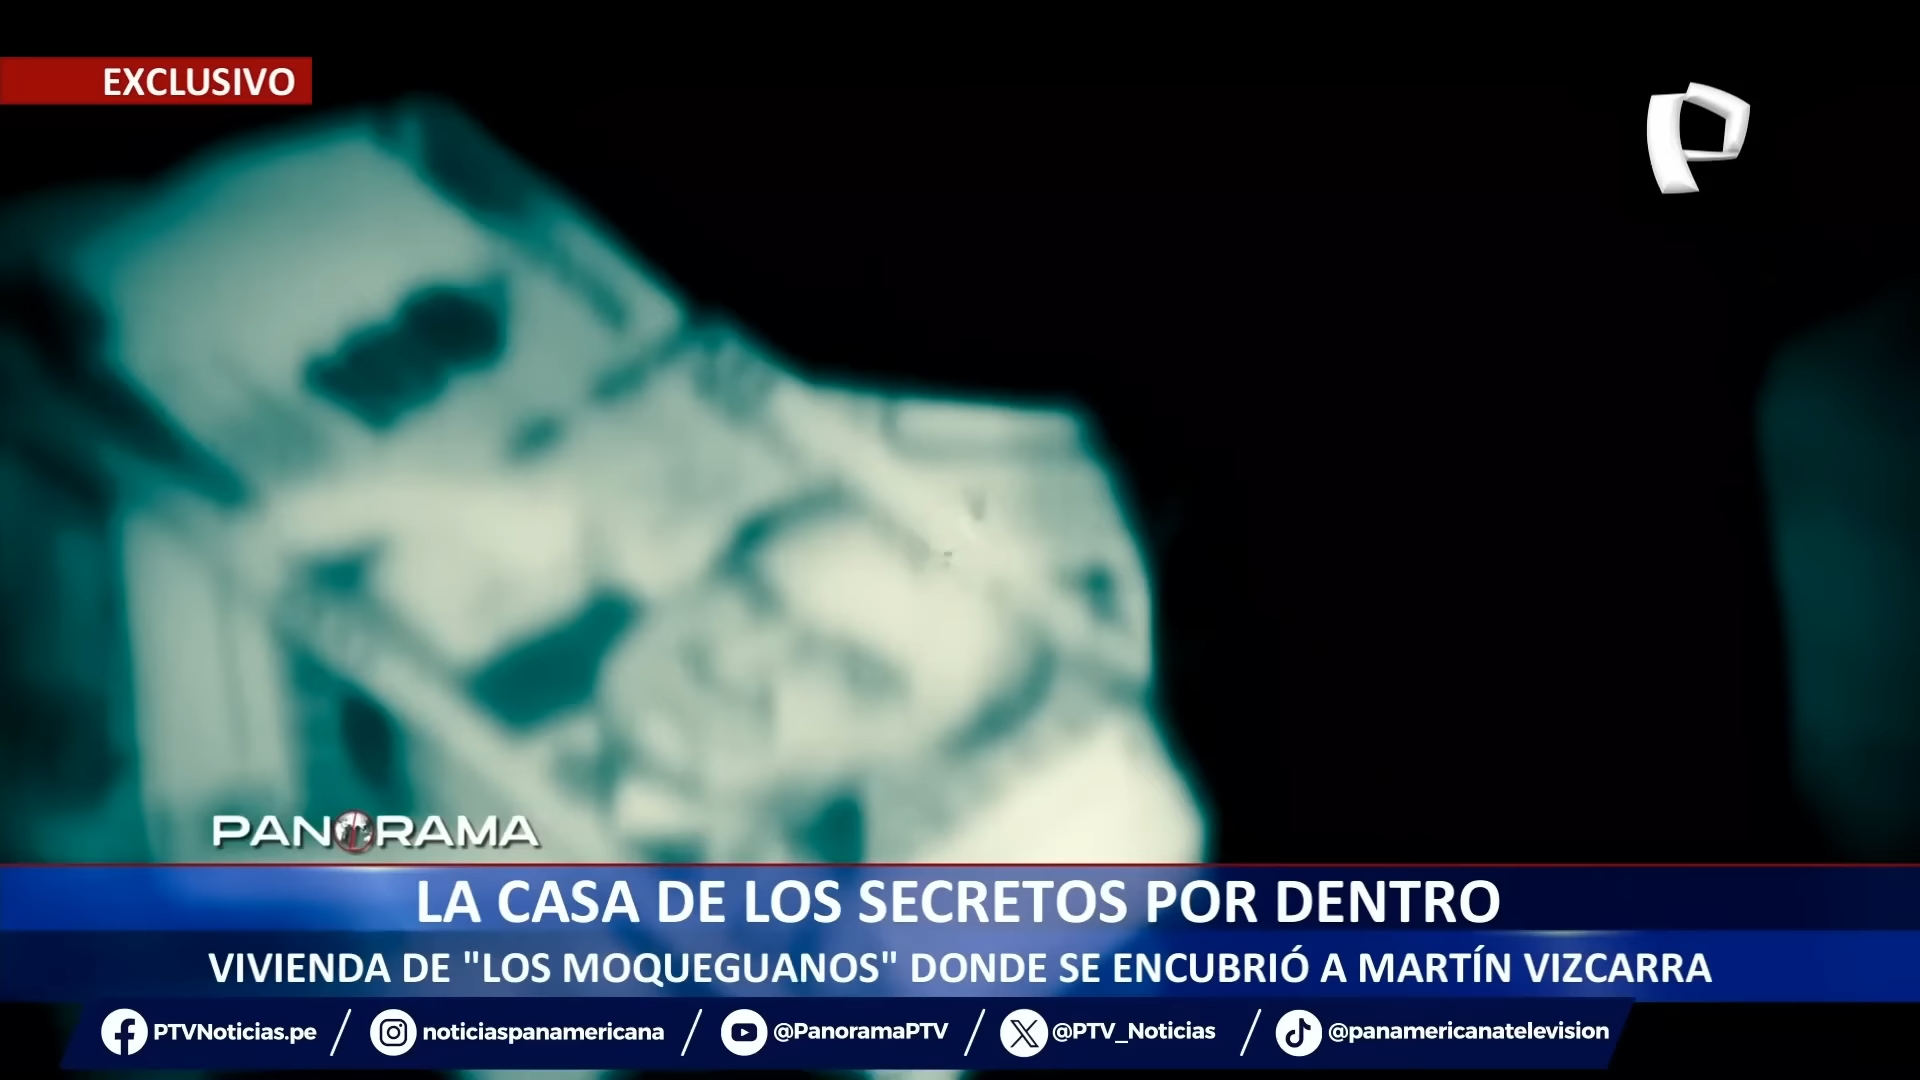 EXCLUSIVO
PANORAMA
LA CASA DE LOS SECRETOS POR DENTRO
VIVIENDA DE "LOS MOQUEGUANOS" DONDE SE ENCUBRIÓ A MARTÍN VIZCARRA
PTVNoticias.pe / noticiaspanamericana / @PanoramaPTV / @PTV_Noticias / @panamericanatelevision